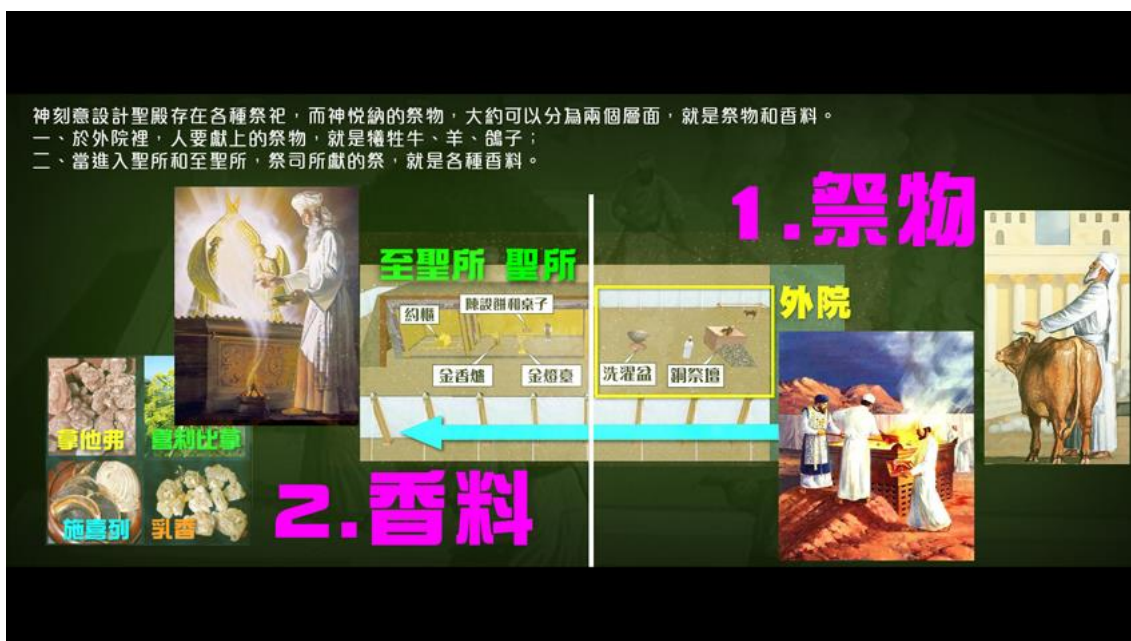 神刻意設計聖殿存在各種祭祀，而神悅納的祭物，大約可以分為兩個層面，就是祭物和香料。
一、於外院裡，人要獻上的祭物，就是犧牲牛、羊、鴿子；
二、當進入聖所和至聖所，祭司所獻的祭，就是各種香料。
1.祭物
至聖所 聖所
外院
約櫃
陳設餅和桌子
金香爐
金燈臺
洗濯盆
銅祭壇
拿他弗
喜利比拿
施喜列
乳香
2.香料